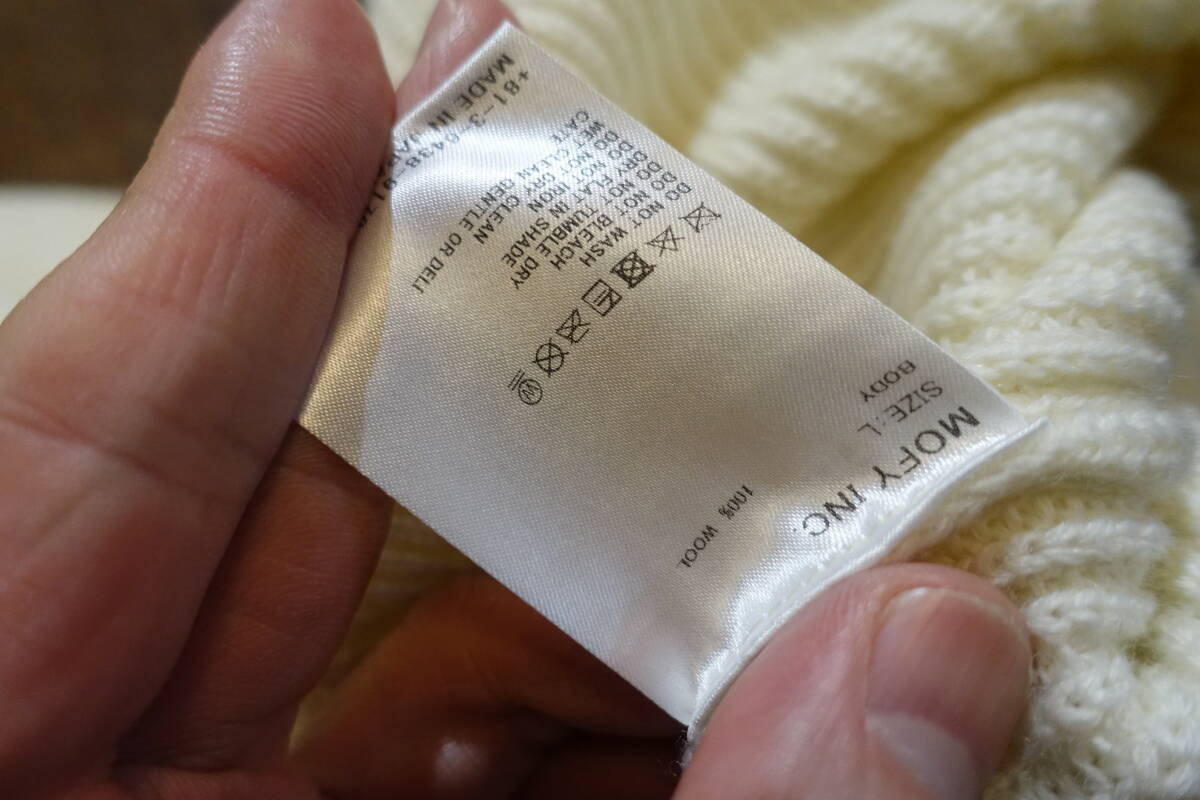 MOFY INC.
SIZE: L
BODY
100% WOOL
W
DO NOT WASH
DO NOT BLEACH
DO NOT TUMBLE DRY
DRY FLAT IN SHADE
DO NOT IRON
DO NOT DRY CLEAN
WET CLEAN GENTLE OR DELI
CATE
MADE IN JAPAN